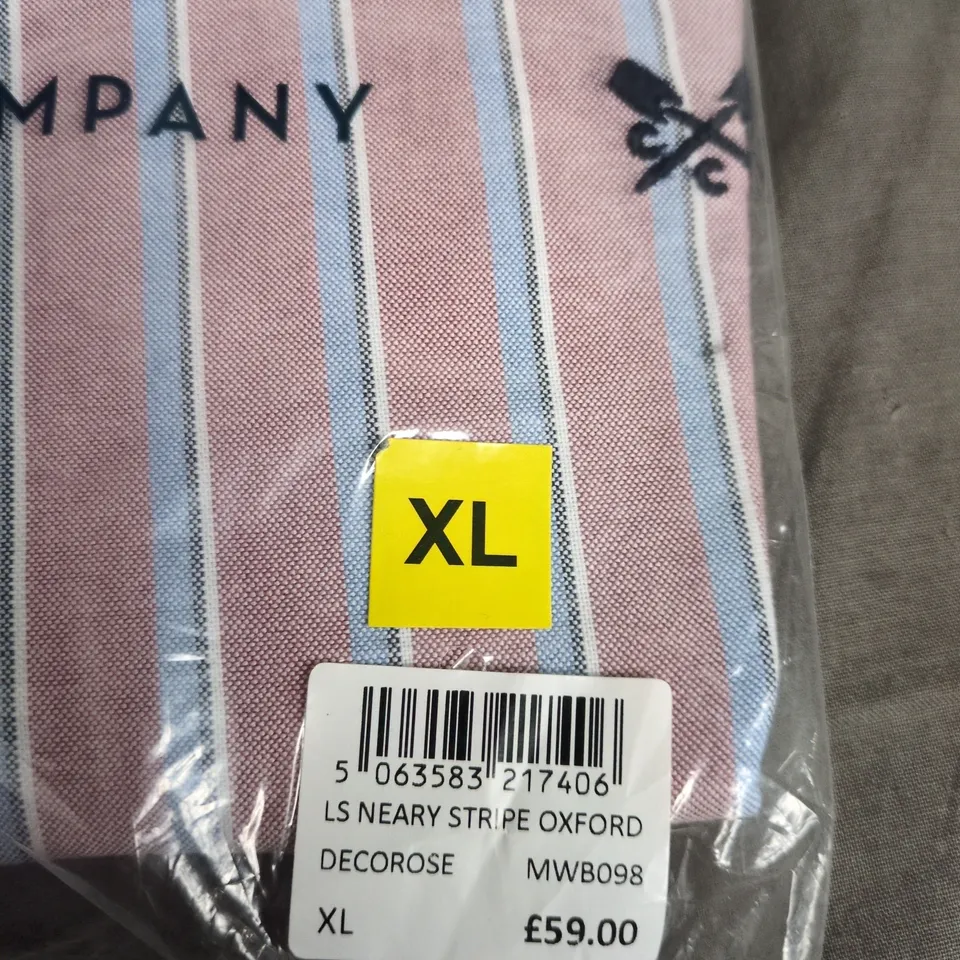 MPANY
C C
XL
5 063583 217406
LS NEARY STRIPE OXFORD
DECOROSE MWB098
XL £59.00